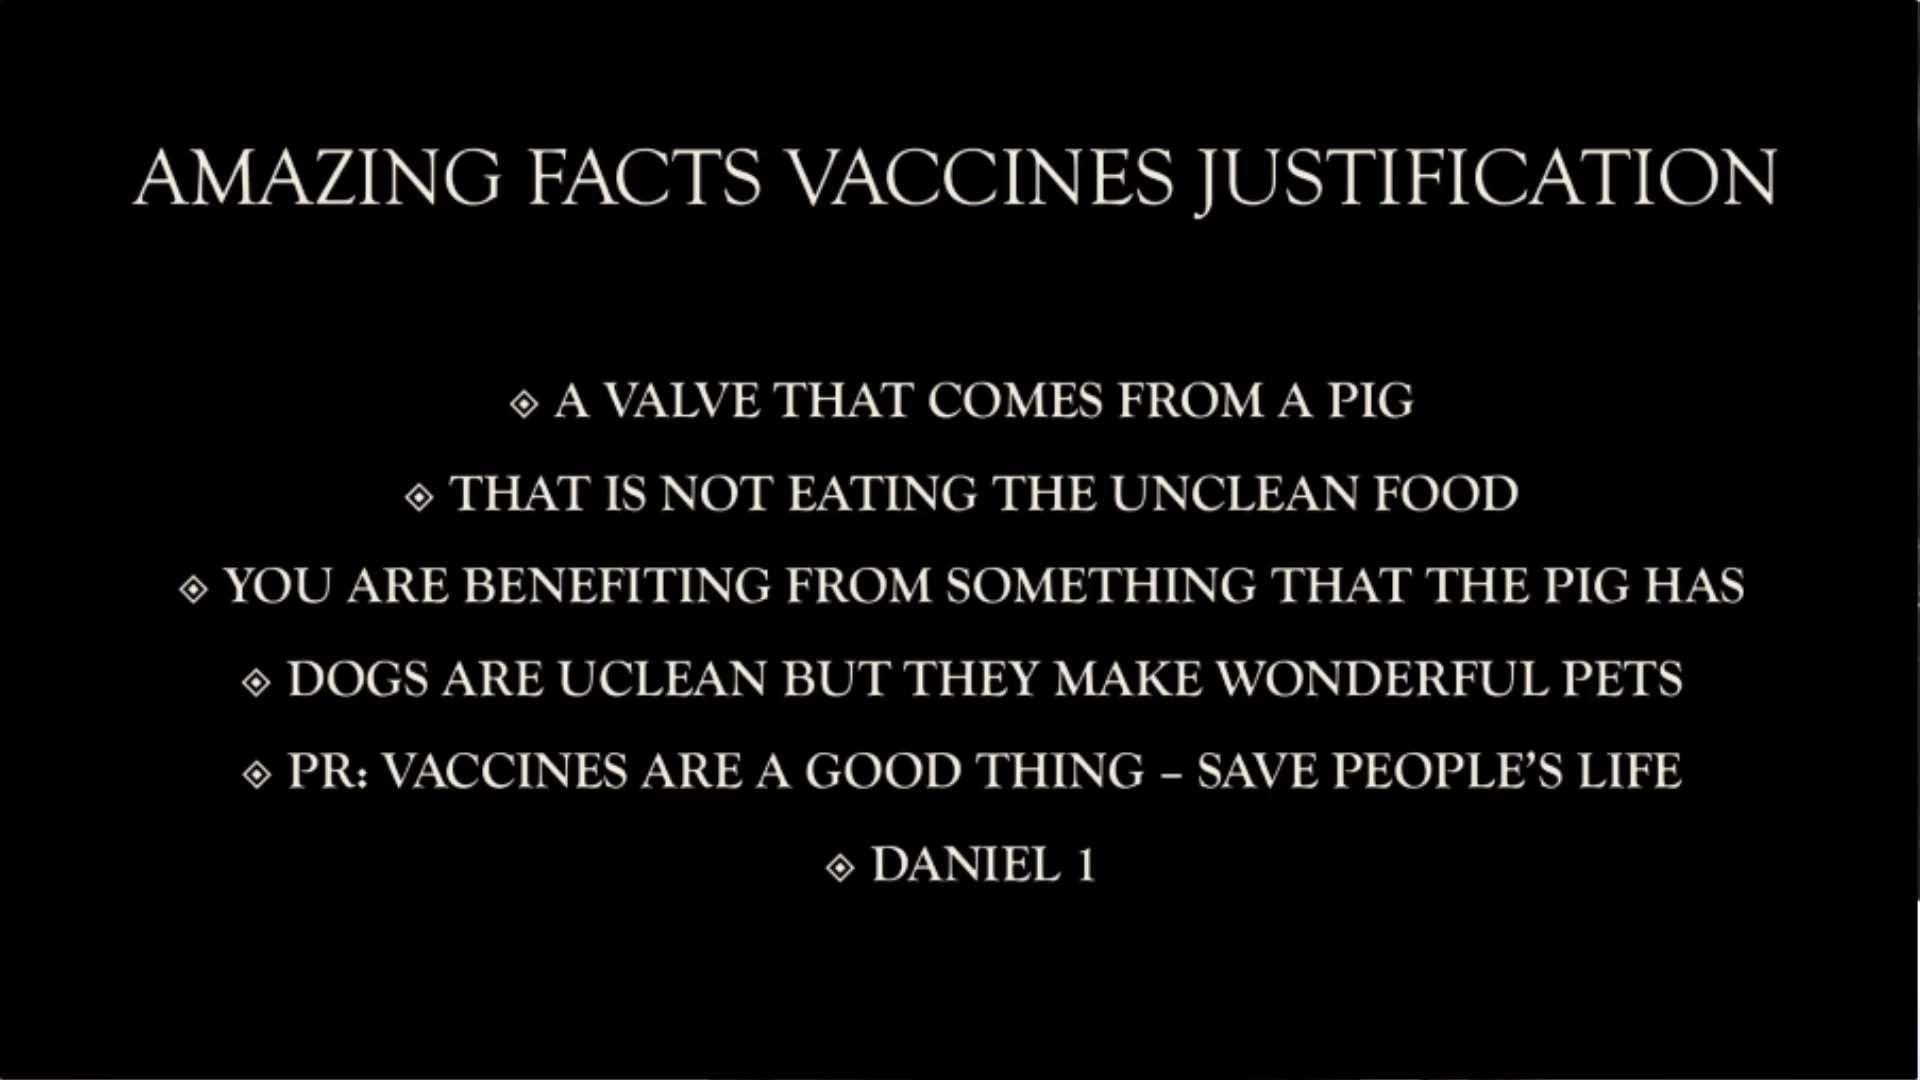 AMAZING FACTS VACCINES JUSTIFICATION
A VALVE THAT COMES FROM A PIG
THAT IS NOT EATING THE UNCLEAN FOOD
YOU ARE BENEFITING FROM SOMETHING THAT THE PIG HAS
DOGS ARE UCLEAN BUT THEY MAKE WONDERFUL PETS
PR: VACCINES ARE A GOOD THING – SAVE PEOPLE’S LIFE
DANIEL 1